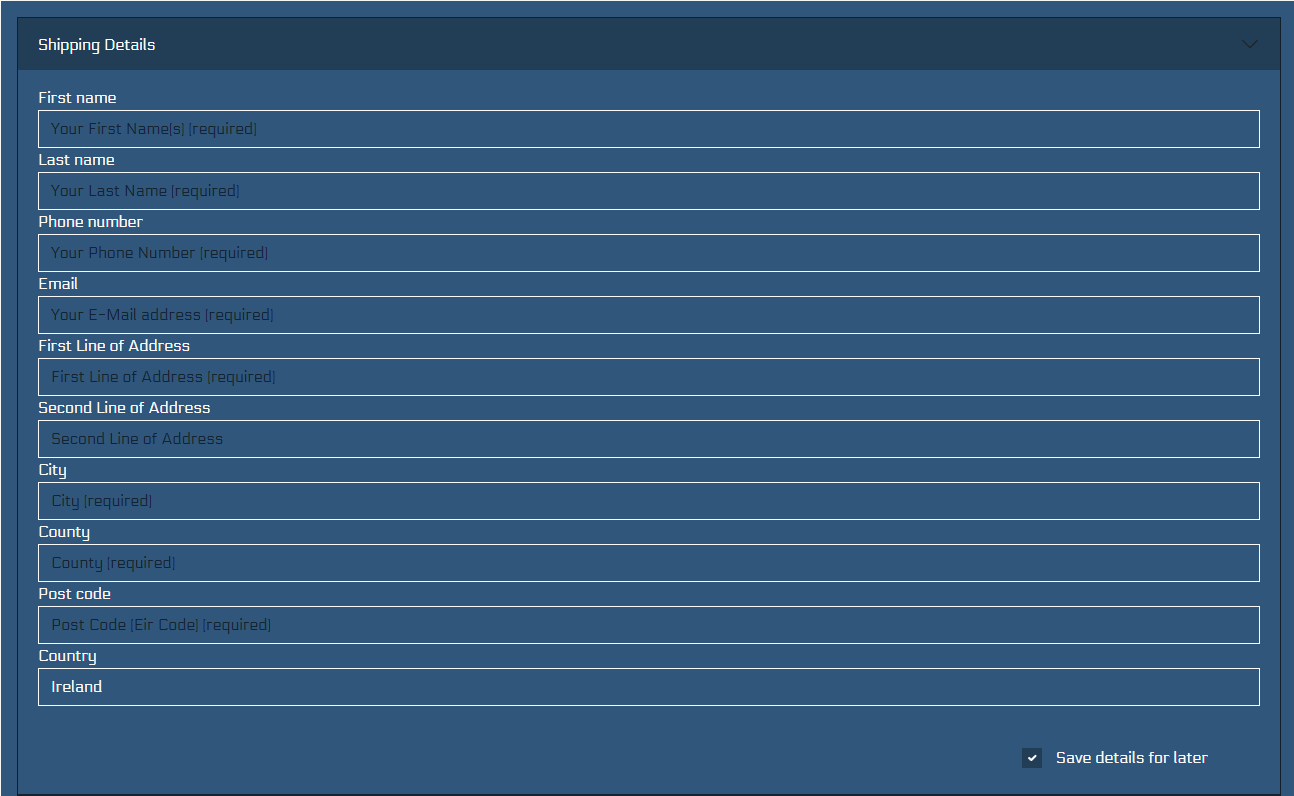 Shipping Details
First name
Your First Name(s) (required)
Last name
Your Last Name (required)
Phone number
Your Phone Number (required)
Email
Your E-Mail address (required)
First Line of Address
First Line of Address (required)
Second Line of Address
Second Line of Address
City
City (required)
County
County (required)
Post code
Post Code (Eir Code) (required)
Country
Ireland
Save details for later